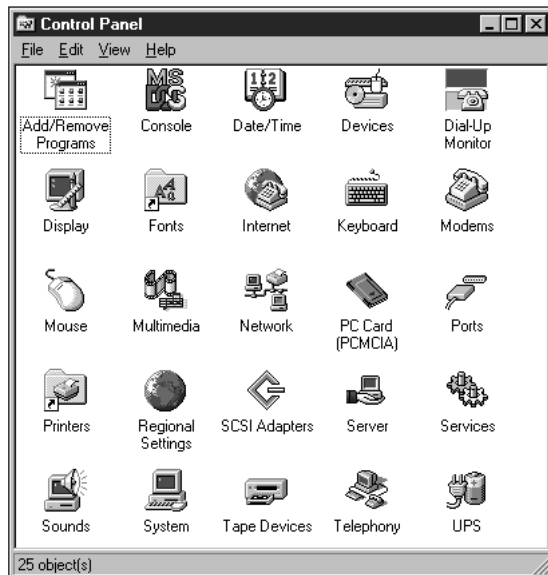 Control Panel
File Edit View Help
Add/Remove Programs
Console
Date/Time
Devices
Dial-Up Monitor
Display
Fonts
Internet
Keyboard
Modems
Mouse
Multimedia
Network
PC Card (PCMCIA)
Ports
Printers
Regional Settings
SCSI Adapters
Server
Services
Sounds
System
Tape Devices
Telephony
UPS
25 object(s)